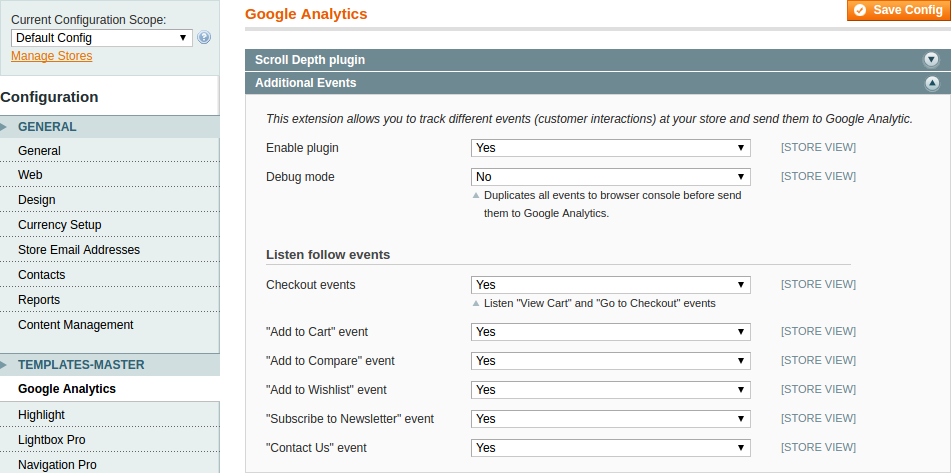 Current Configuration Scope:
Default Config
Manage Stores
Configuration
GENERAL
General
Web
Design
Currency Setup
Store Email Addresses
Contacts
Reports
Content Management
TEMPLATES-MASTER
Google Analytics
Highlight
Lightbox Pro
Navigation Pro
Google Analytics
Save Config
Scroll Depth plugin
Additional Events
This extension allows you to track different events (customer interactions) at your store and send them to Google Analytic.
Enable plugin Yes [STORE VIEW]
Debug mode No [STORE VIEW]
Duplicates all events to browser console before send
them to Google Analytics.
Listen follow events
Checkout events Yes [STORE VIEW]
Listen "View Cart" and "Go to Checkout" events
"Add to Cart" event Yes [STORE VIEW]
"Add to Compare" event Yes [STORE VIEW]
"Add to Wishlist" event Yes [STORE VIEW]
"Subscribe to Newsletter" event Yes [STORE VIEW]
"Contact Us" event Yes [STORE VIEW]